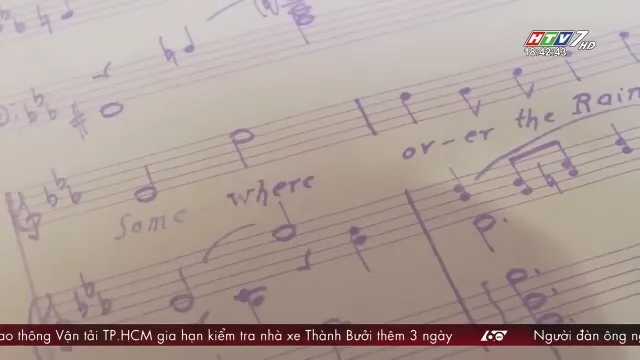 HTV7 HD
18:42:43
Some-where
or-er the Rain
ao thông Vận tải TP.HCM gia hạn kiểm tra nhà xe Thành Bưởi thêm 3 ngày
60
Người đàn ông n